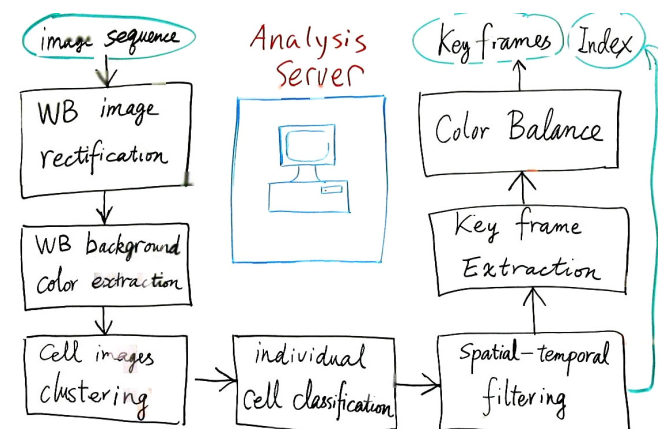 image sequence
Analysis
Server
Key frames
Index
WB image
rectification
Color Balance
WB background
color extraction
Key frame
Extraction
Cell images
clustering
individual
Cell classification
Spatial-temporal
filtering